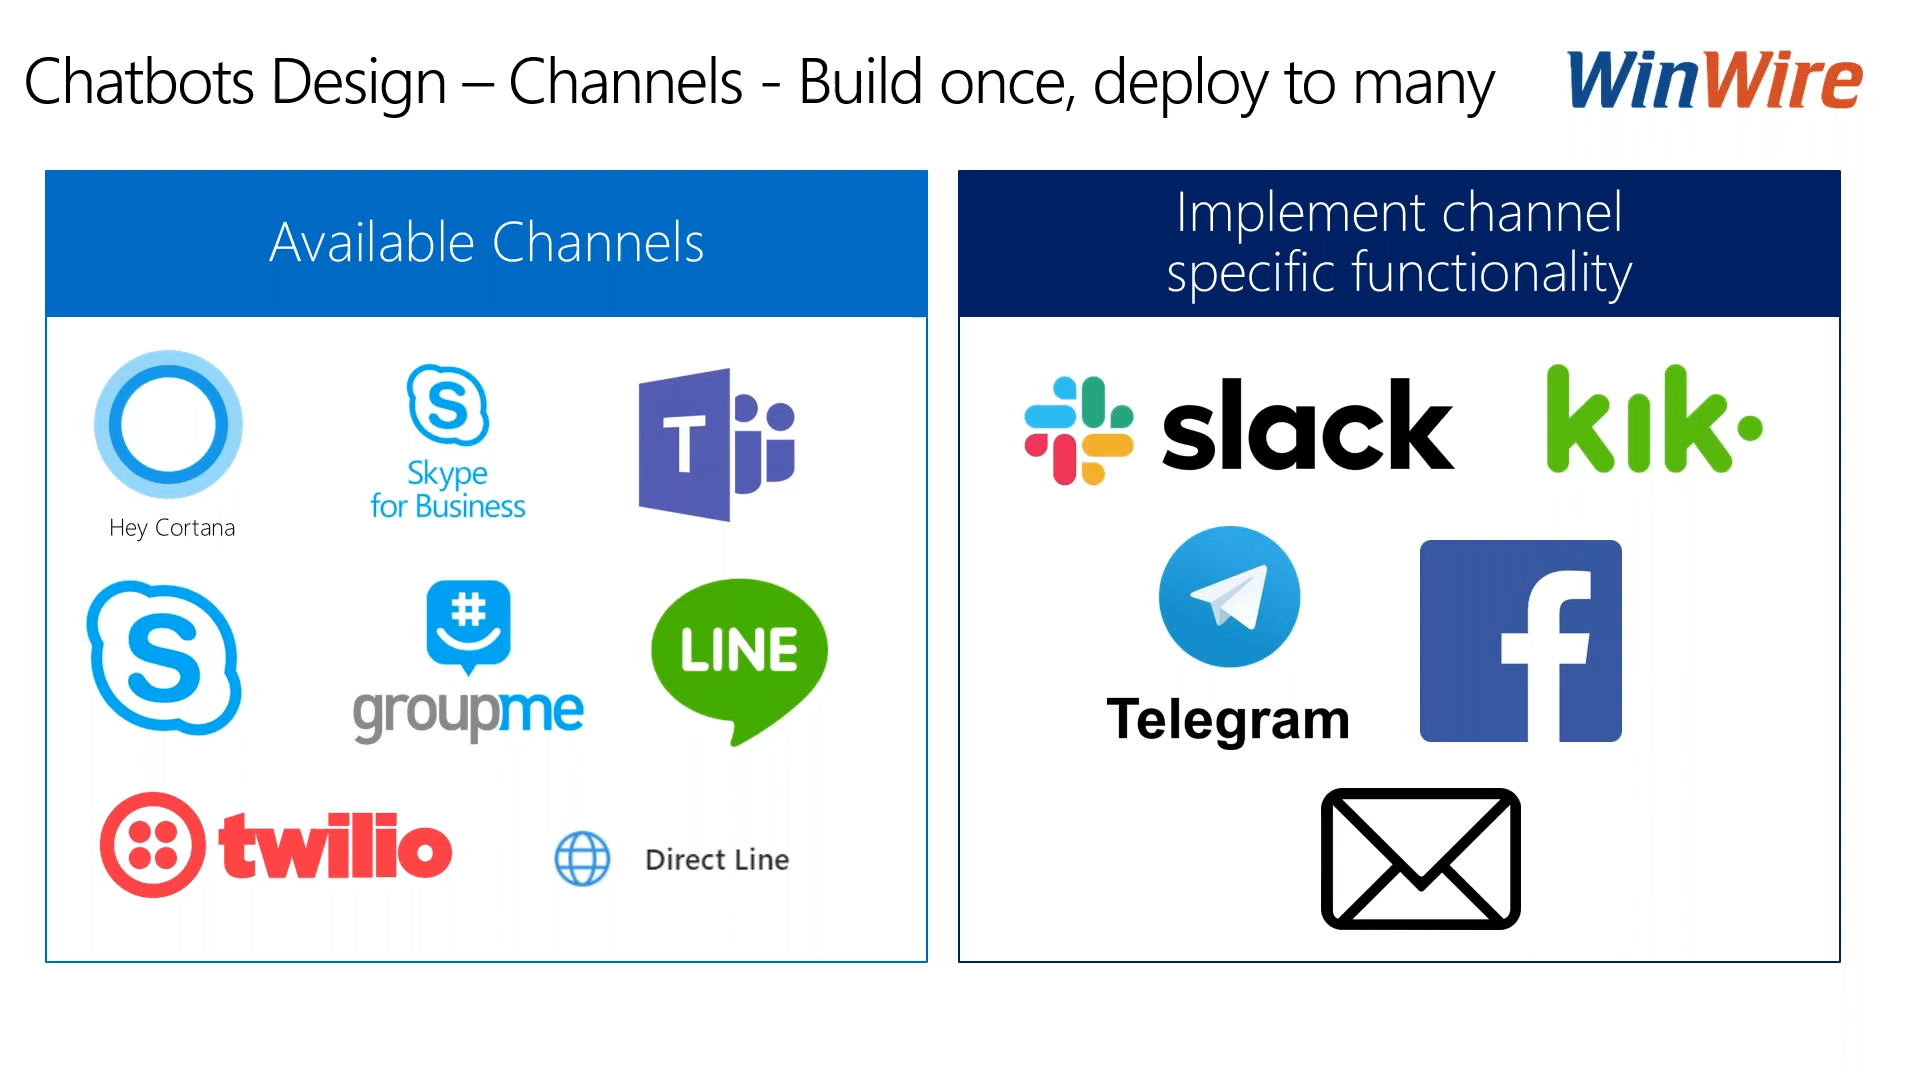 Chatbots Design – Channels - Build once, deploy to many
WinWire
Available Channels
Implement channel
specific functionality
Hey Cortana
S
Skype
for Business
T
S
#
groupme
LINE
twilio
Direct Line
slack
kik.
Telegram
f